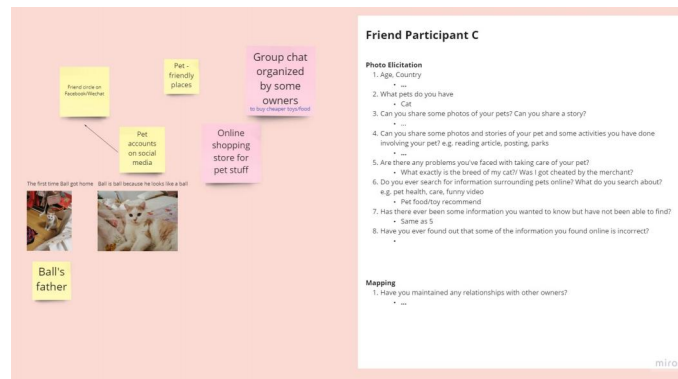 Friend circle on
Facebook/Wechat
Pet -
friendly
places
Group chat
organized
by some
owners
to buy cheaper toys/food
Pet
accounts
on social
media
Online
shopping
store for
pet stuff
The first time Ball got home
Ball is ball because he looks like a ball
Ball's
father
Friend Participant C
Photo Elicitation
1. Age, Country
• ...
2. What pets do you have
• Cat
3. Can you share some photos of your pets? Can you share a story?
• ...
4. Can you share some photos and stories of your pet and some activities you have done
involving your pet? e.g. reading article, posting, parks
• ...
5. Are there any problems you've faced with taking care of your pet?
• What exactly is the breed of my cat?/ Was I got cheated by the merchant?
6. Do you ever search for information surrounding pets online? What do you search about?
e.g. pet health, care, funny video
• Pet food/toy recommend
7. Has there ever been some information you wanted to know but have not been able to find?
• Same as 5
8. Have you ever found out that some of the information you found online is incorrect?
•
Mapping
1. Have you maintained any relationships with other owners?
• ...
miro